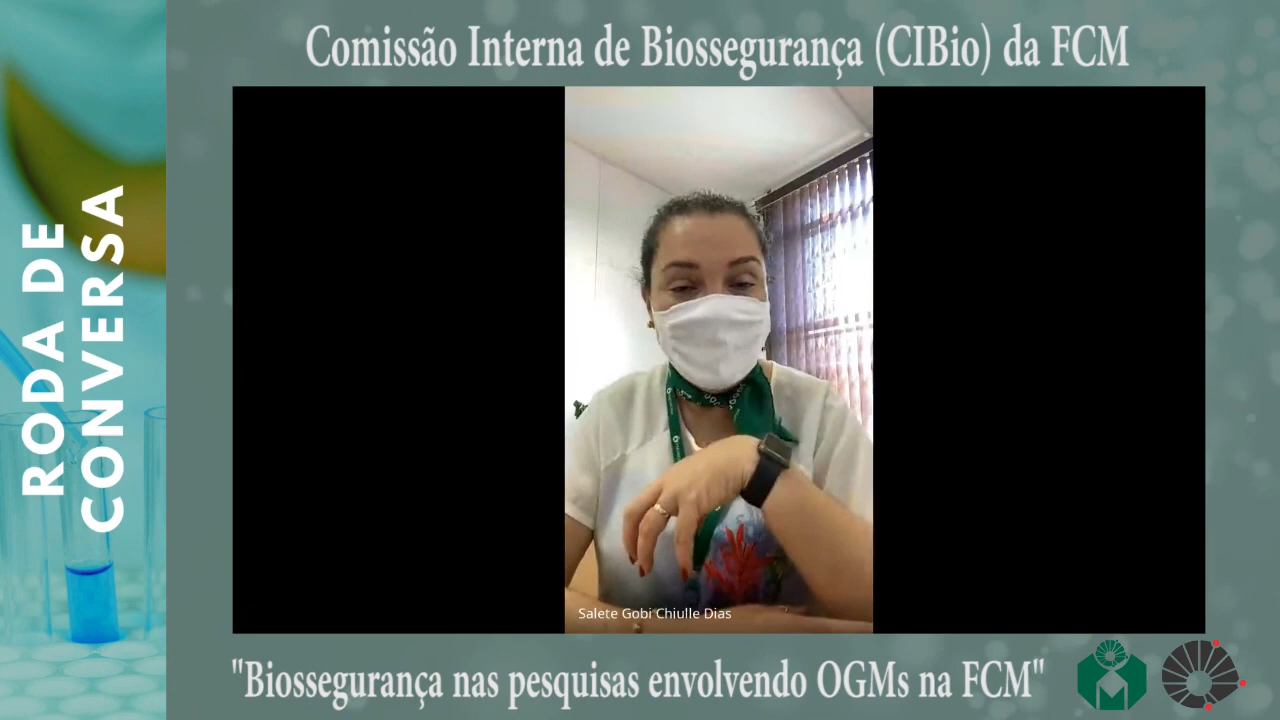 Comissão Interna de Biossegurança (CIBio) da FCM
RODA DE
CONVERSA
Salete Gobi Chiulle Dias
"Biossegurança nas pesquisas envolvendo OGMs na FCM"